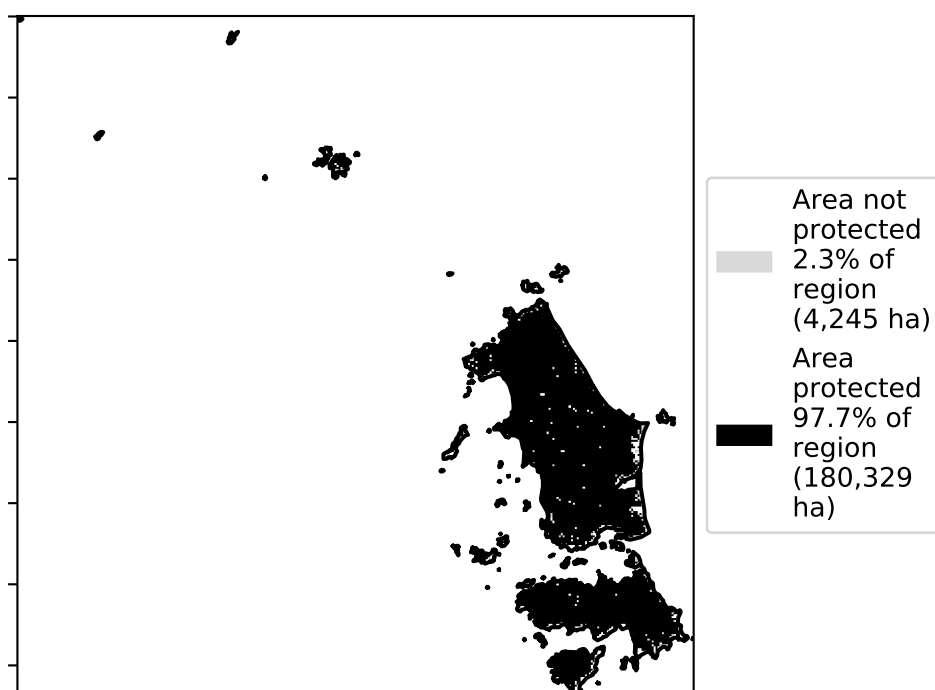 Area not
protected
2.3% of
region
(4,245 ha)
Area
protected
97.7% of
region
(180,329
ha)